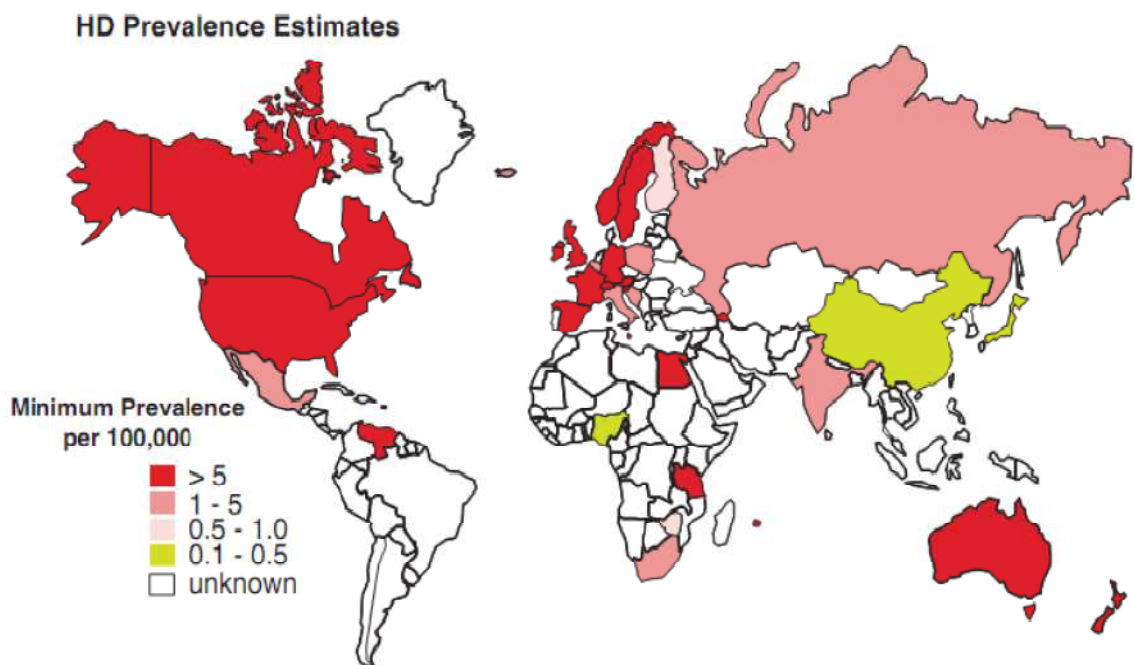 HD Prevalence Estimates
Minimum Prevalence
per 100,000
> 5
1 - 5
0.5 - 1.0
0.1 - 0.5
unknown